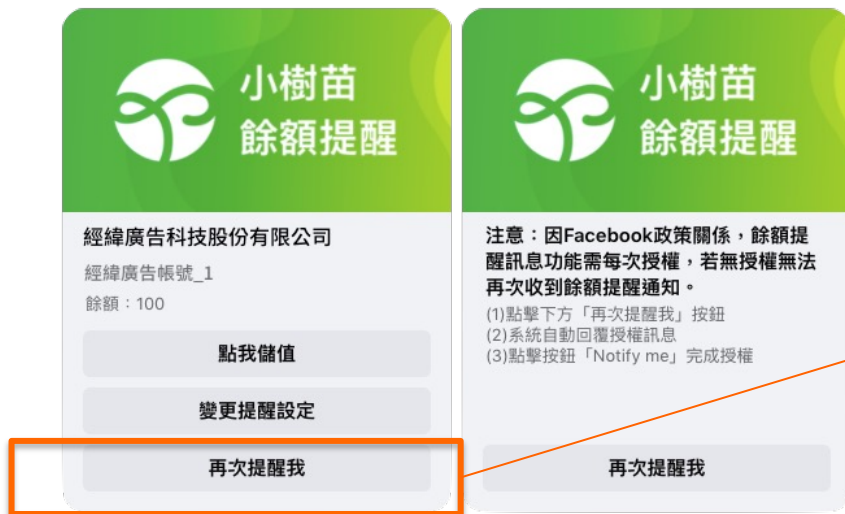 小樹苗
餘額提醒
經緯廣告科技股份有限公司
經緯廣告帳號_1
餘額：100
點我儲值
變更提醒設定
再次提醒我
小樹苗
餘額提醒
注意：因Facebook政策關係，餘額提
醒訊息功能需每次授權，若無授權無法
再次收到餘額提醒通知。
(1)點擊下方「再次提醒我」按鈕
(2)系統自動回覆授權訊息
(3)點擊按鈕「Notify me」完成授權
再次提醒我